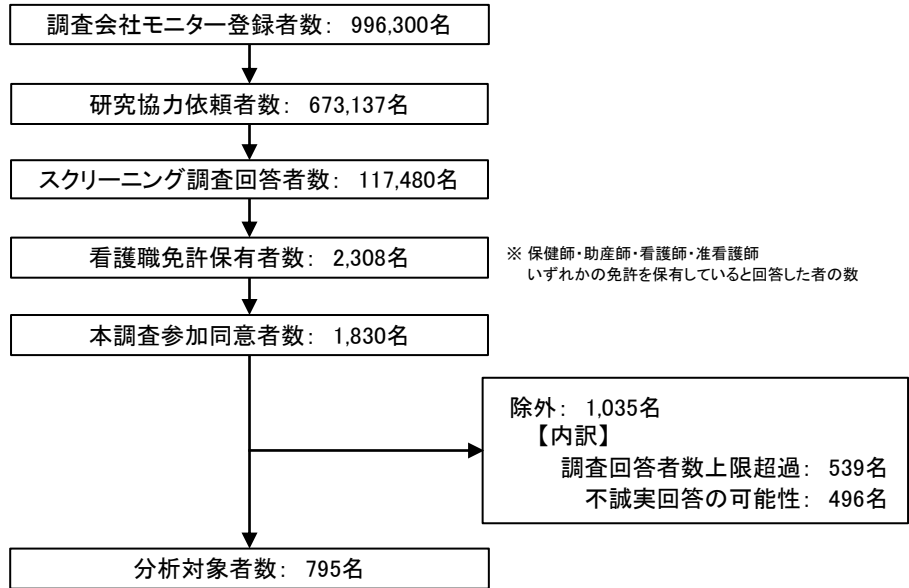 調査会社モニター登録者数: 996,300名
研究協力依頼者数: 673,137名
スクリーニング調査回答者数: 117,480名
看護職免許保有者数: 2,308名
※ 保健師・助産師・看護師・准看護師
いずれかの免許を保有していると回答した者の数
本調査参加同意者数: 1,830名
除外: 1,035名
【内訳】
調査回答者数上限超過: 539名
不誠実回答の可能性: 496名
分析対象者数: 795名